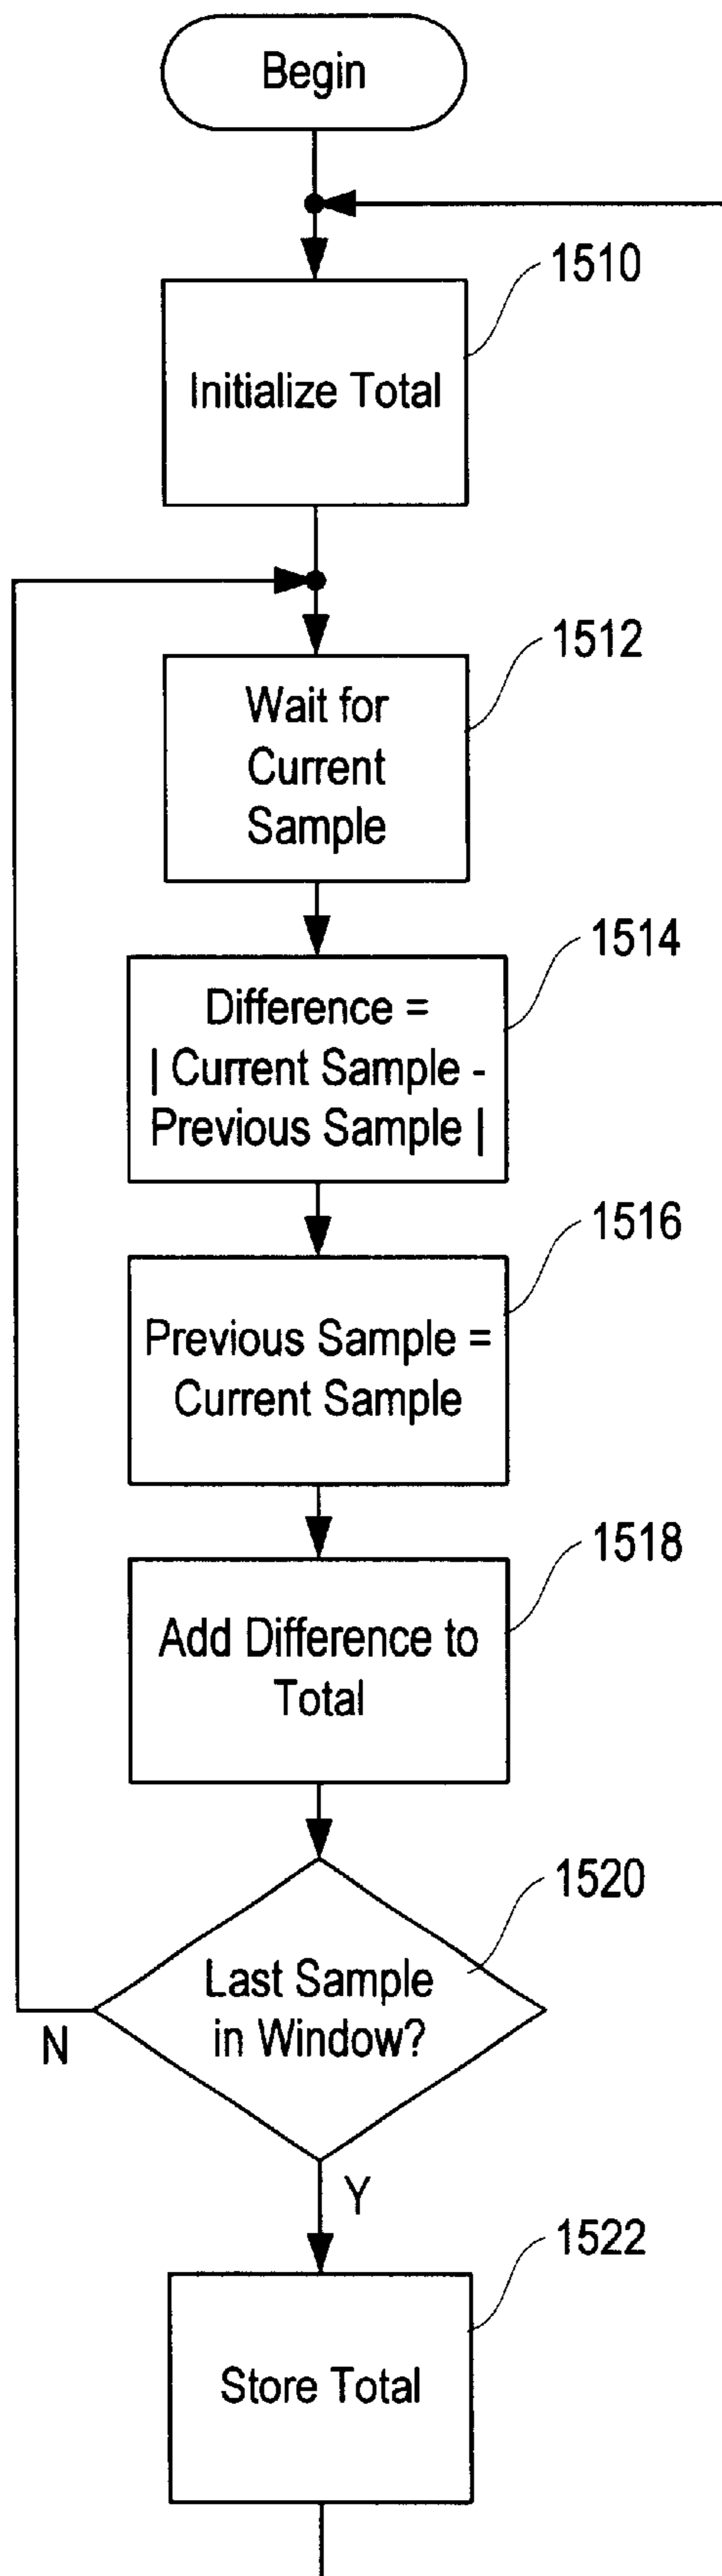 Begin
1510
Initialize Total
1512
Wait for
Current
Sample
1514
Difference =
| Current Sample -
Previous Sample |
1516
Previous Sample =
Current Sample
1518
Add Difference to
Total
1520
Last Sample
in Window?
N
Y
1522
Store Total